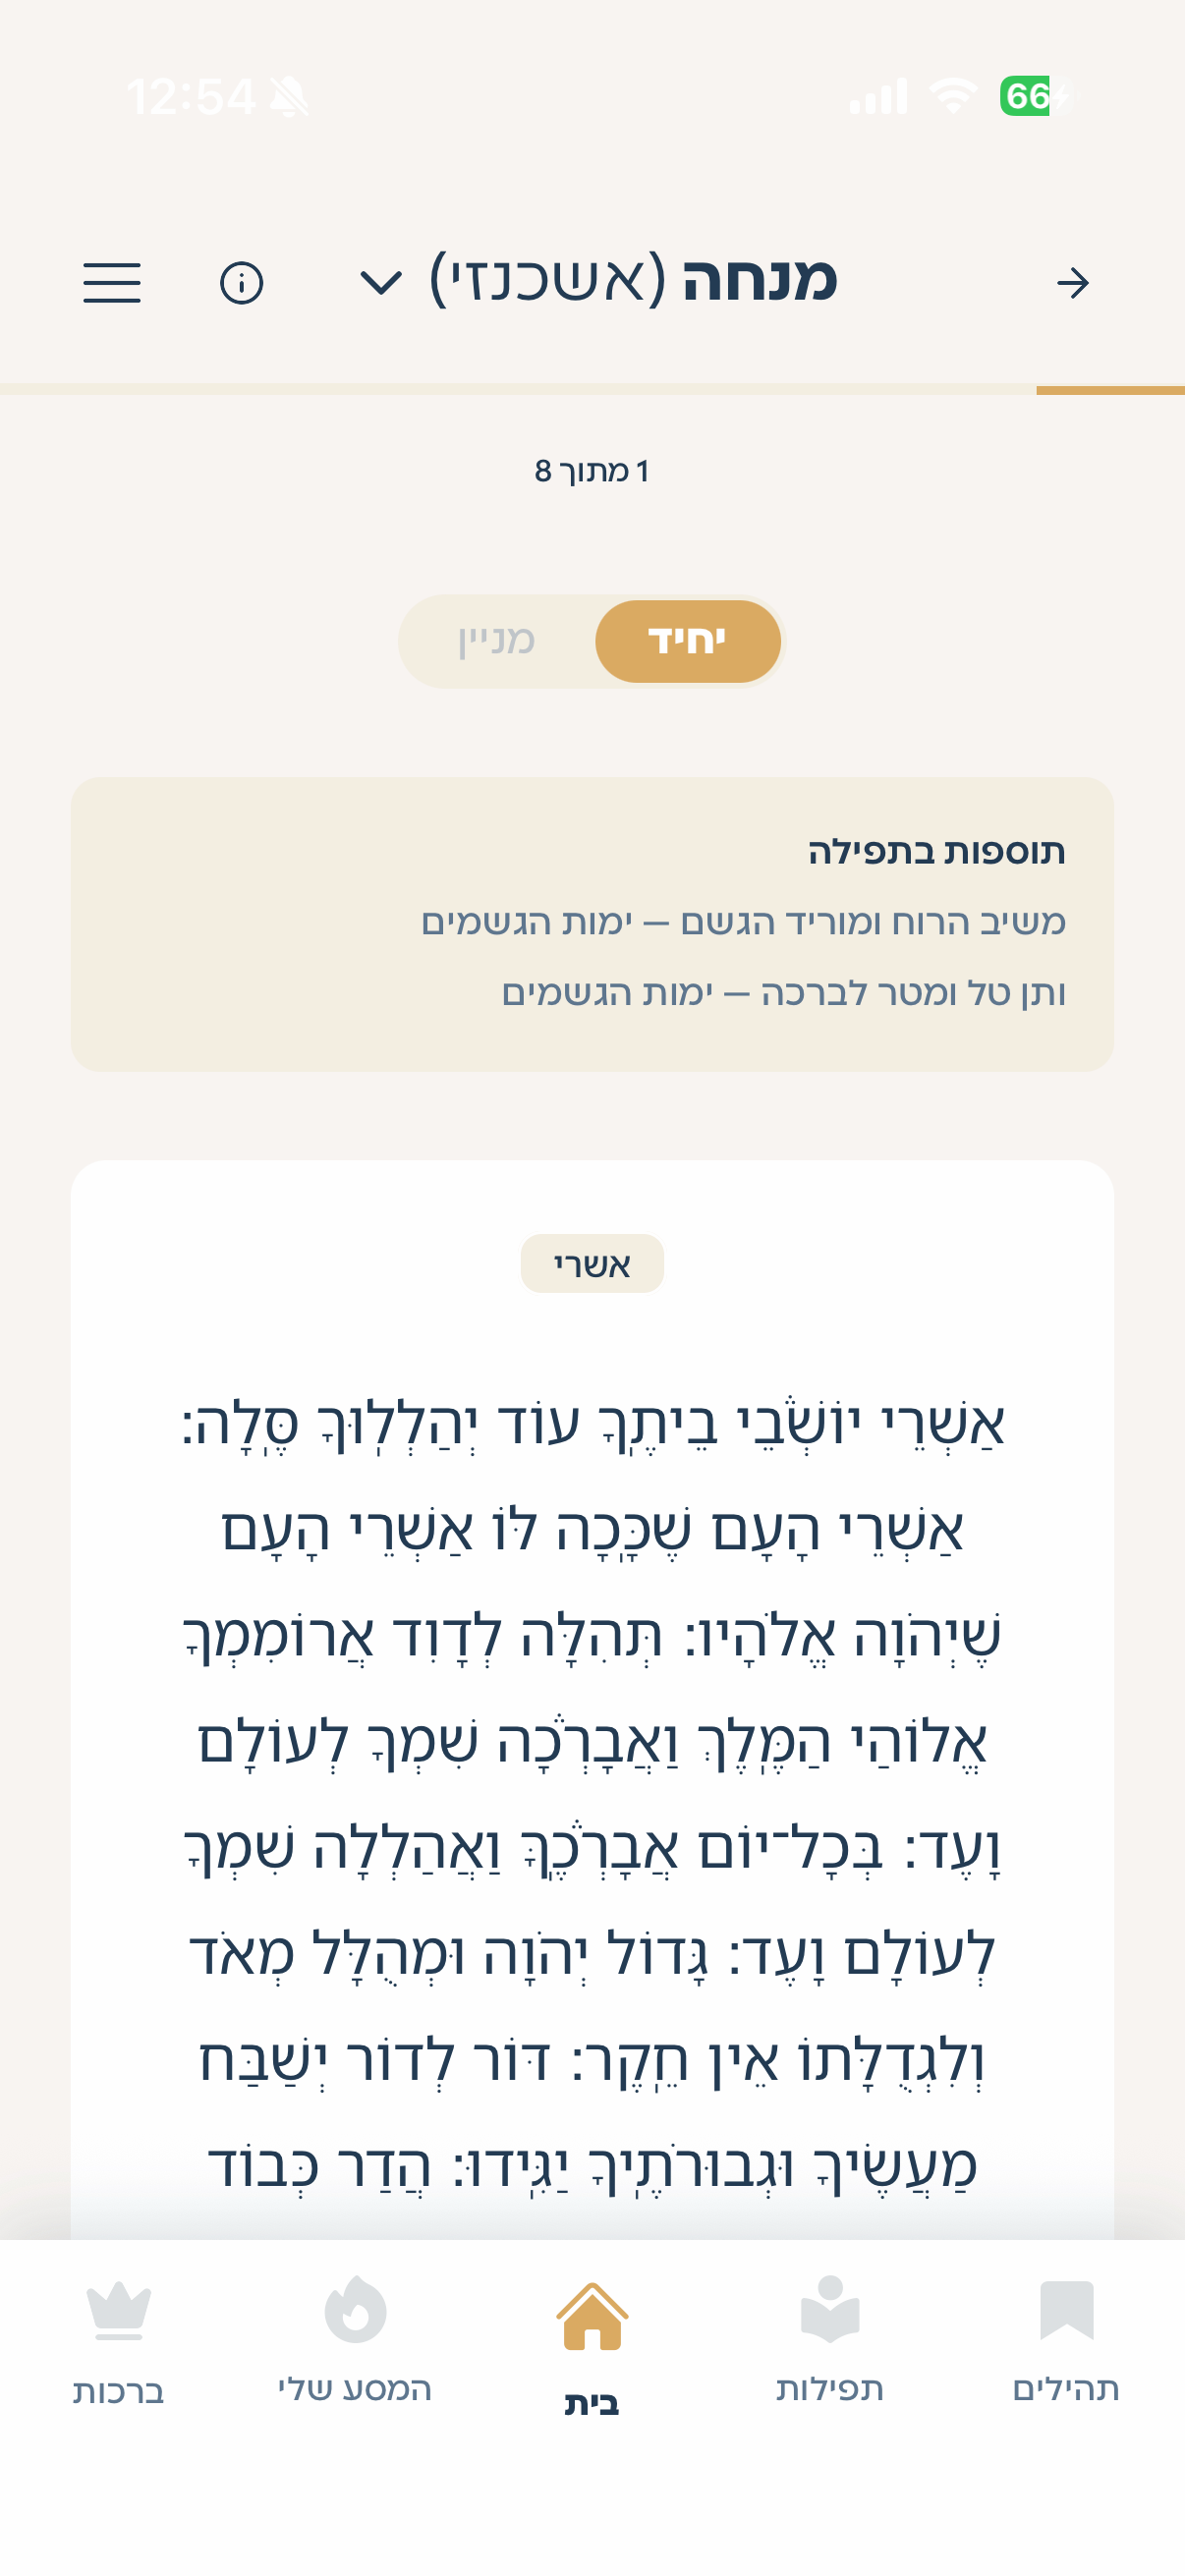 12:54
66
מנחה (אשכנזי)
1 מתוך 8
יחיד
מניין
תוספות בתפילה
משיב הרוח ומוריד הגשם – ימות הגשמים
ותן טל ומטר לברכה – ימות הגשמים
אשרי
אַשְׁרֵי יוֹשְׁ֯בֵי בֵיתֶֽךָ עוֹד יְהַלְלֽוּךָ סֶּֽלָה:
אַשְׁרֵי הָעָם שֶׁכָּֽכָה לּוֹ אַשְׁרֵי הָעָם
שֶׁיְהֹוָה אֱלֹהָיו: תְּהִלָּה לְדָוִד אֲרוֹמִמְךָ
אֱלוֹהַי הַמֶּֽלֶךְ וַאֲבָרְ֯כָה שִׁמְךָ לְעוֹלָם
וָעֶד: בְּכָל־יוֹם אֲבָרְ֯כֶֽךָּ וַאֲהַלְלָה שִׁמְךָ
לְעוֹלָם וָעֶד: גָּדוֹל יְהֹוָה וּמְהֻלָּל מְאֹד
וְלִגְדֻלָּתוֹ אֵין חֵֽקֶר: דּוֹר לְדוֹר יְשַׁבַּח
מַעֲשֶׂיךָ וּגְבוּרֹתֶֽיךָ יַגִּֽידוּ: הֲדַר כְּבוֹד
תהילים
תפילות
בית
המסע שלי
ברכות